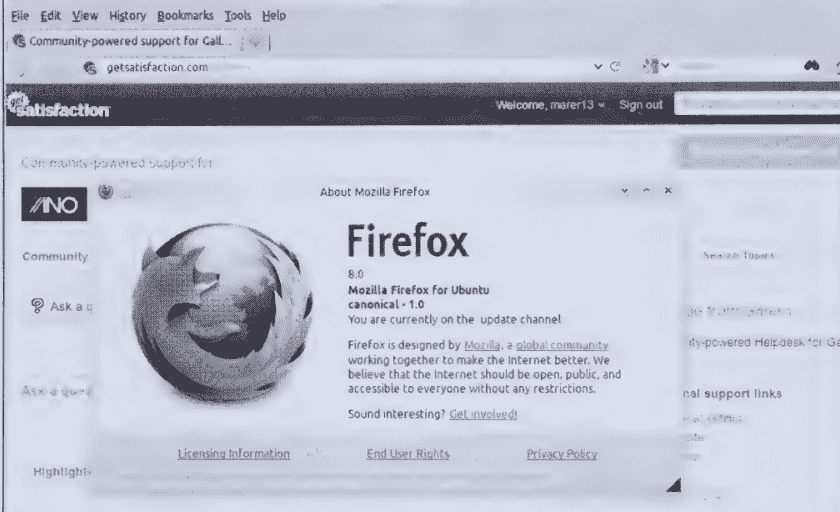 File Edit View History Bookmarks Tools Help
Community-powered support for Gall...
getsatisfaction.com
satisfaction
Welcome, marer13 Sign out
Community-powered support for
About Mozilla Firefox
NO
Firefox
8.0
Mozilla Firefox for Ubuntu
canonical - 1.0
You are currently on the update channel
Firefox is designed by Mozilla, a global community
working together to make the Internet better. We
believe that the Internet should be open, public, and
accessible to everyone without any restrictions.
Sound interesting? Get involved!
Licensing Information End User Rights Privacy Policy
Community
Ask a q
Ask a ques
Highlight
Search Topics
ity-powered Helpdesk for Ge
nal support links